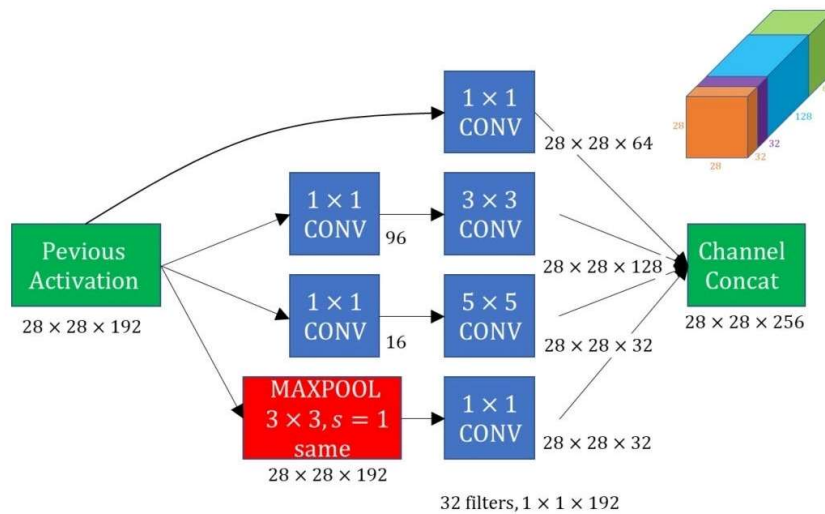 1 × 1
CONV
28 × 28 × 64
1 × 1
CONV
96
3 × 3
CONV
28 × 28 × 128
Pevious
Activation
28 × 28 × 192
1 × 1
CONV
16
5 × 5
CONV
28 × 28 × 32
MAXPOOL
3 × 3, s = 1
same
28 × 28 × 192
1 × 1
CONV
28 × 28 × 32
32 filters, 1 × 1 × 192
Channel
Concat
28 × 28 × 256
28
28
32
32
128